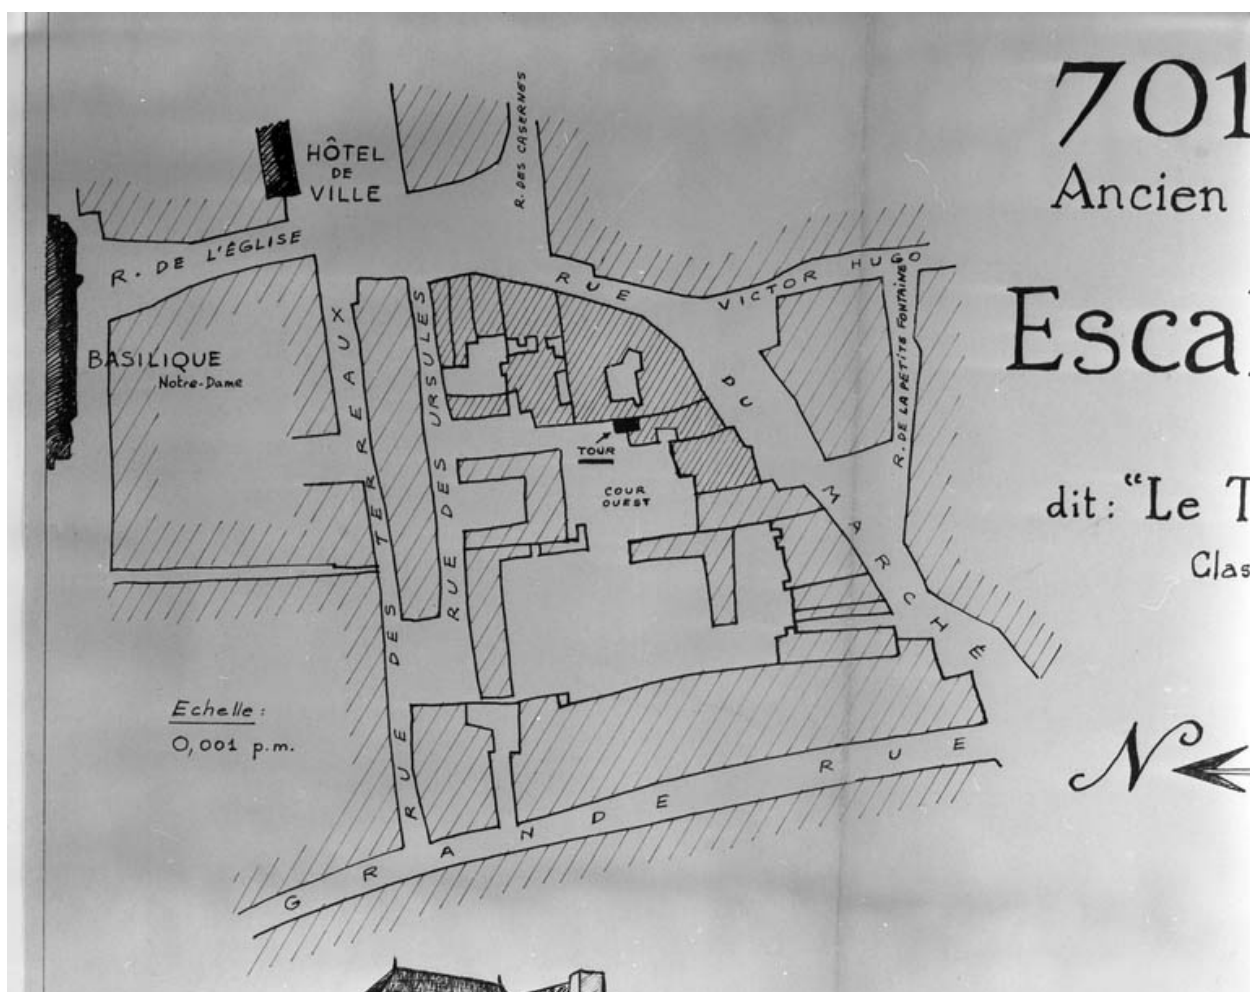 701
Ancien
Esca
dit: "Le T
Clas
HÔTEL
DE
VILLE
R. DES CASERNES
R. DE L'ÉGLISE
RUE VICTOR HUGO
R. DE LA PETITE FONTAINE
BASILIQUE
Notre-Dame
RUE DES TERREAUX
RUE DES URSULES
TOUR
COUR
OUEST
RUE DU MARCHÉ
Echelle:
0,001 p.m.
N
GRANDE RUE